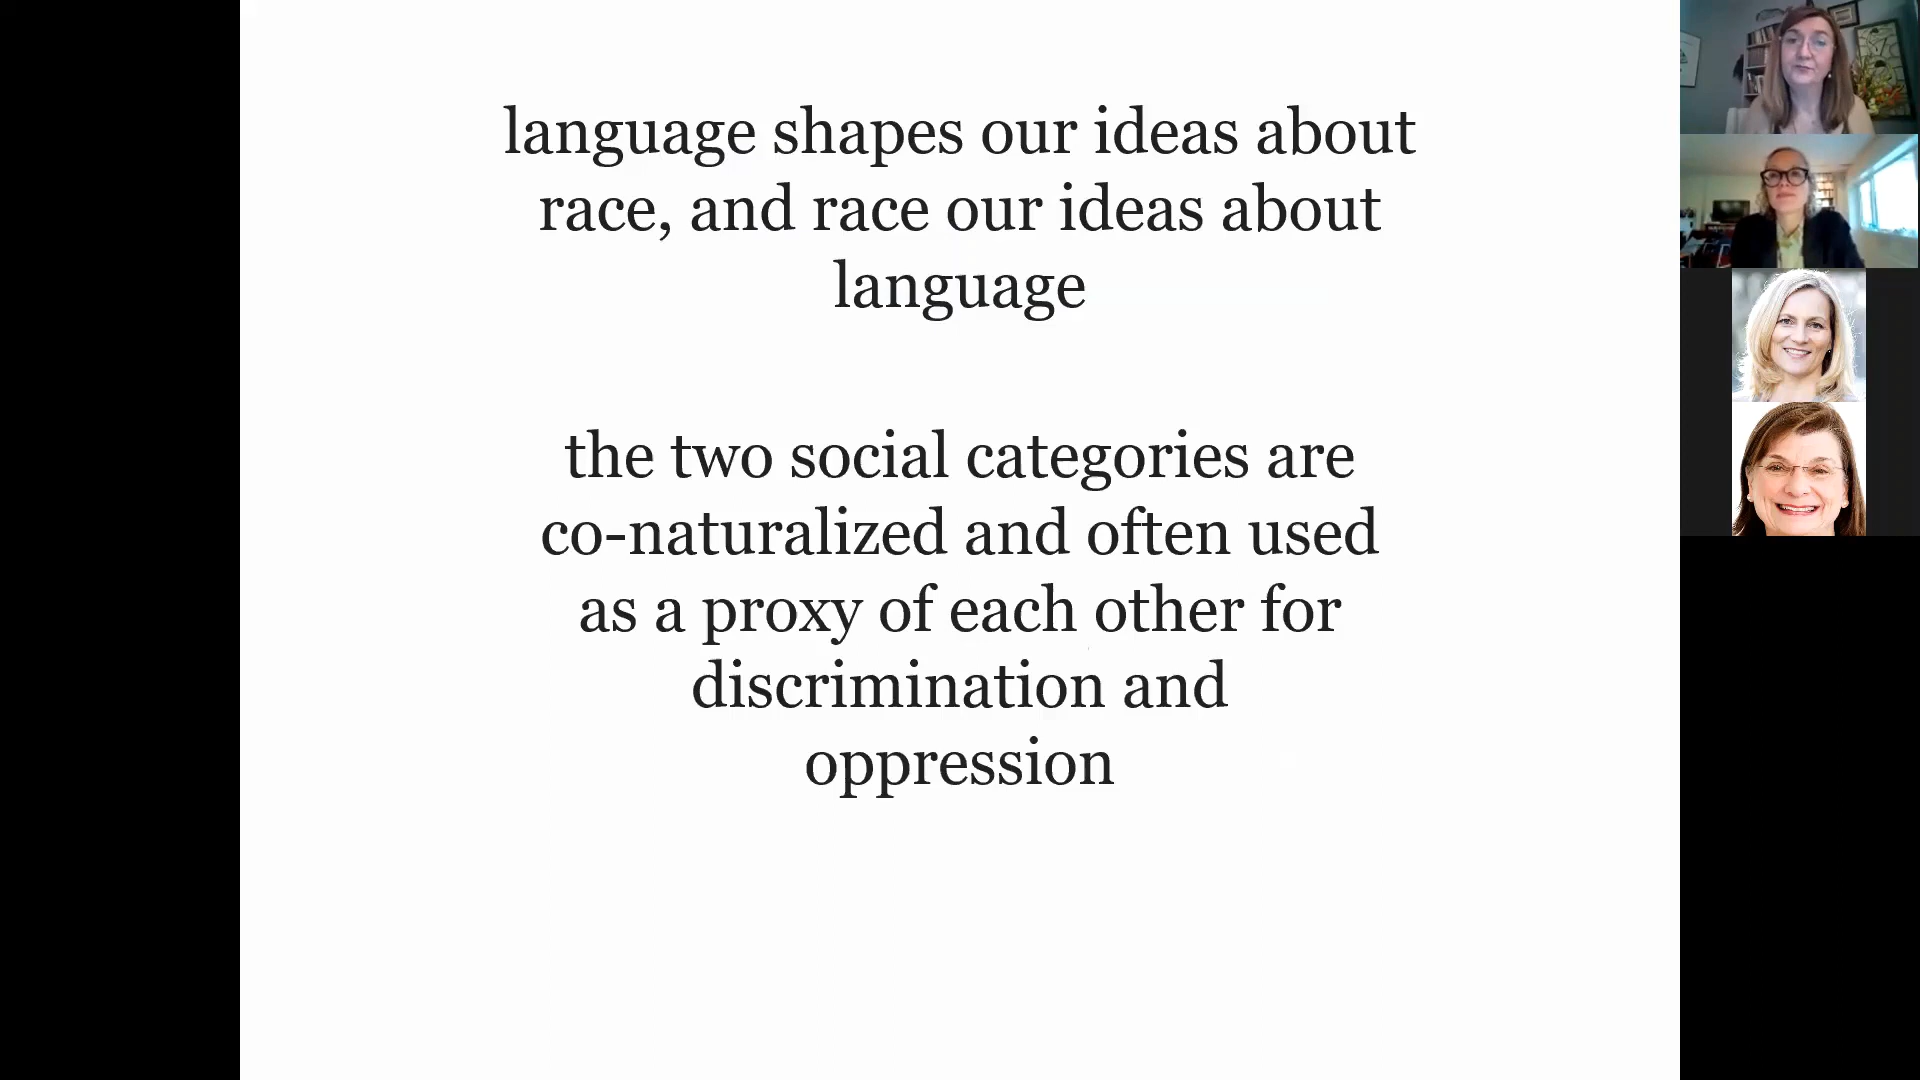 language shapes our ideas about
race, and race our ideas about
language
the two social categories are
co-naturalized and often used
as a proxy of each other for
discrimination and
oppression